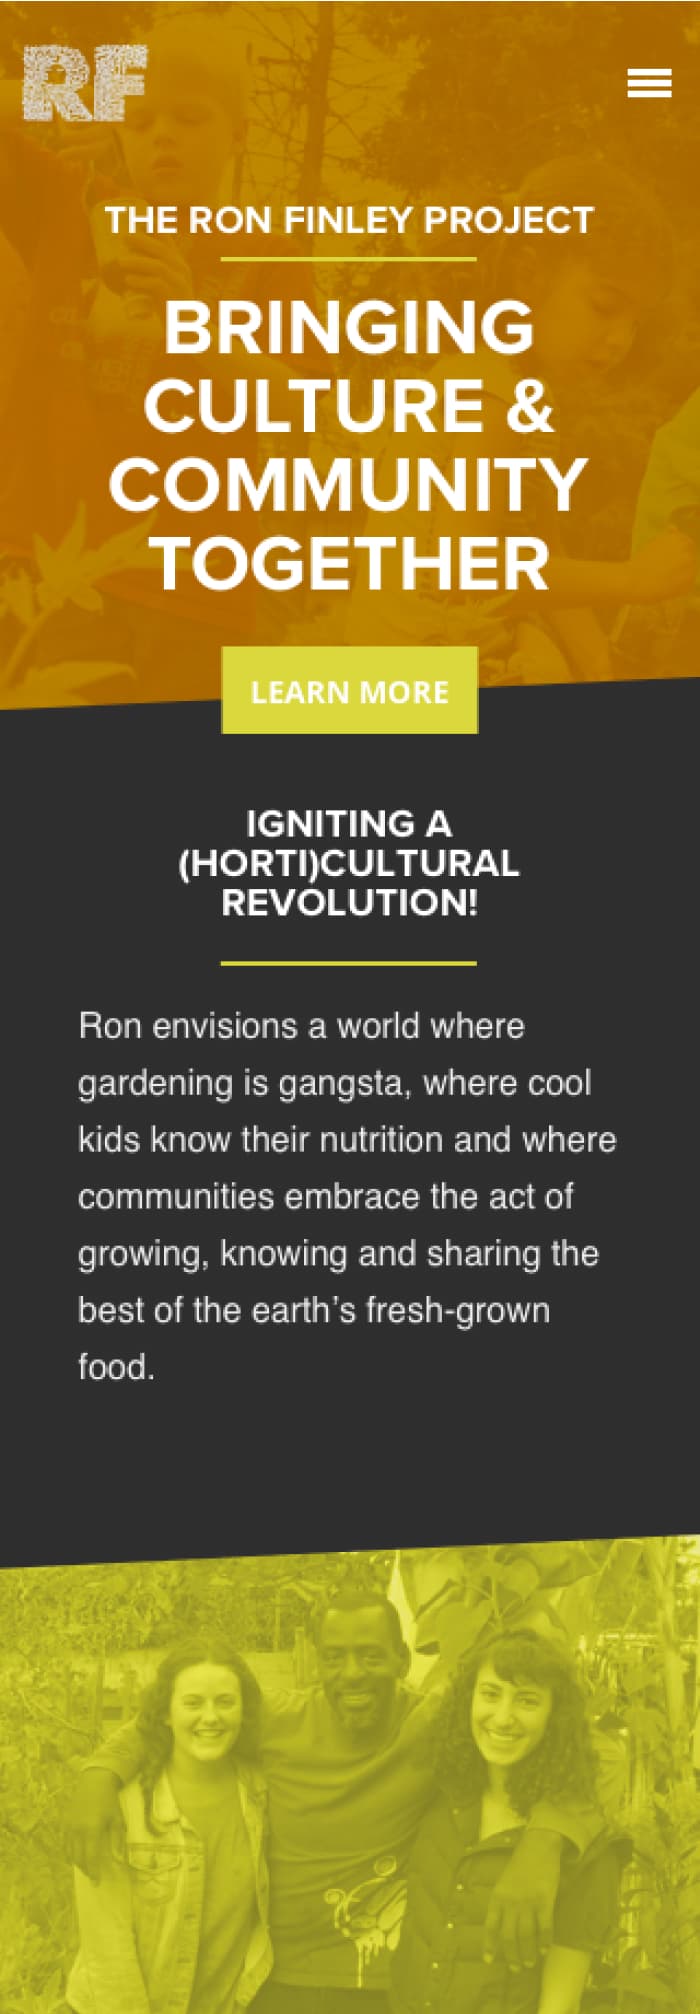 RF
THE RON FINLEY PROJECT
BRINGING
CULTURE &
COMMUNITY
TOGETHER
LEARN MORE
IGNITING A
(HORTI)CULTURAL
REVOLUTION!
Ron envisions a world where
gardening is gangsta, where cool
kids know their nutrition and where
communities embrace the act of
growing, knowing and sharing the
best of the earth’s fresh-grown
food.